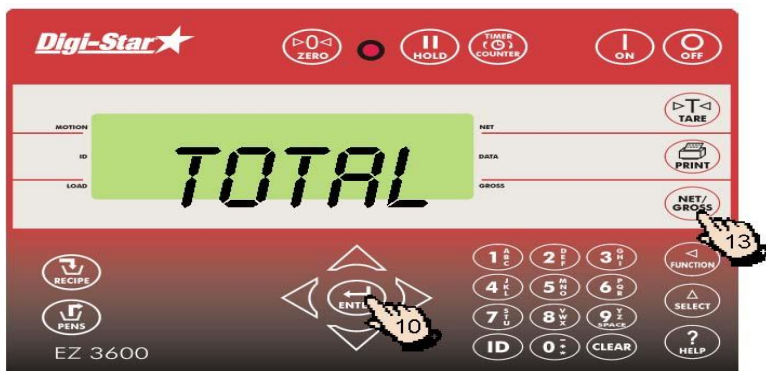 Digi-Star
▷0◁
ZERO
HOLD
TIMER
COUNTER
ON
OFF
▷T◁
TARE
MOTION
NET
ID
DATA
PRINT
TOTAL
LOAD
GROSS
NET/
GROSS
13
RECIPE
PENS
EZ 3600
ENTE
10
1 A B C
2 D E F
3 G H I
FUNCTION
4 J K L
5 M N O
6 P Q R
SELECT
7 S T U
8 V W X
9 Y Z
SPACE
ID
0 - + *
CLEAR
?
HELP